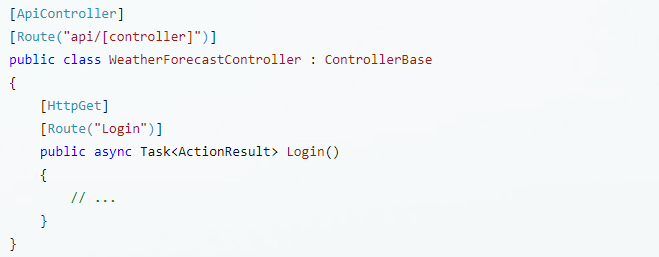 [ApiController]
[Route("api/[controller]")]
public class WeatherForecastController : ControllerBase
{
    [HttpGet]
    [Route("Login")]
    public async Task<ActionResult> Login()
    {
        // ...
    }
}